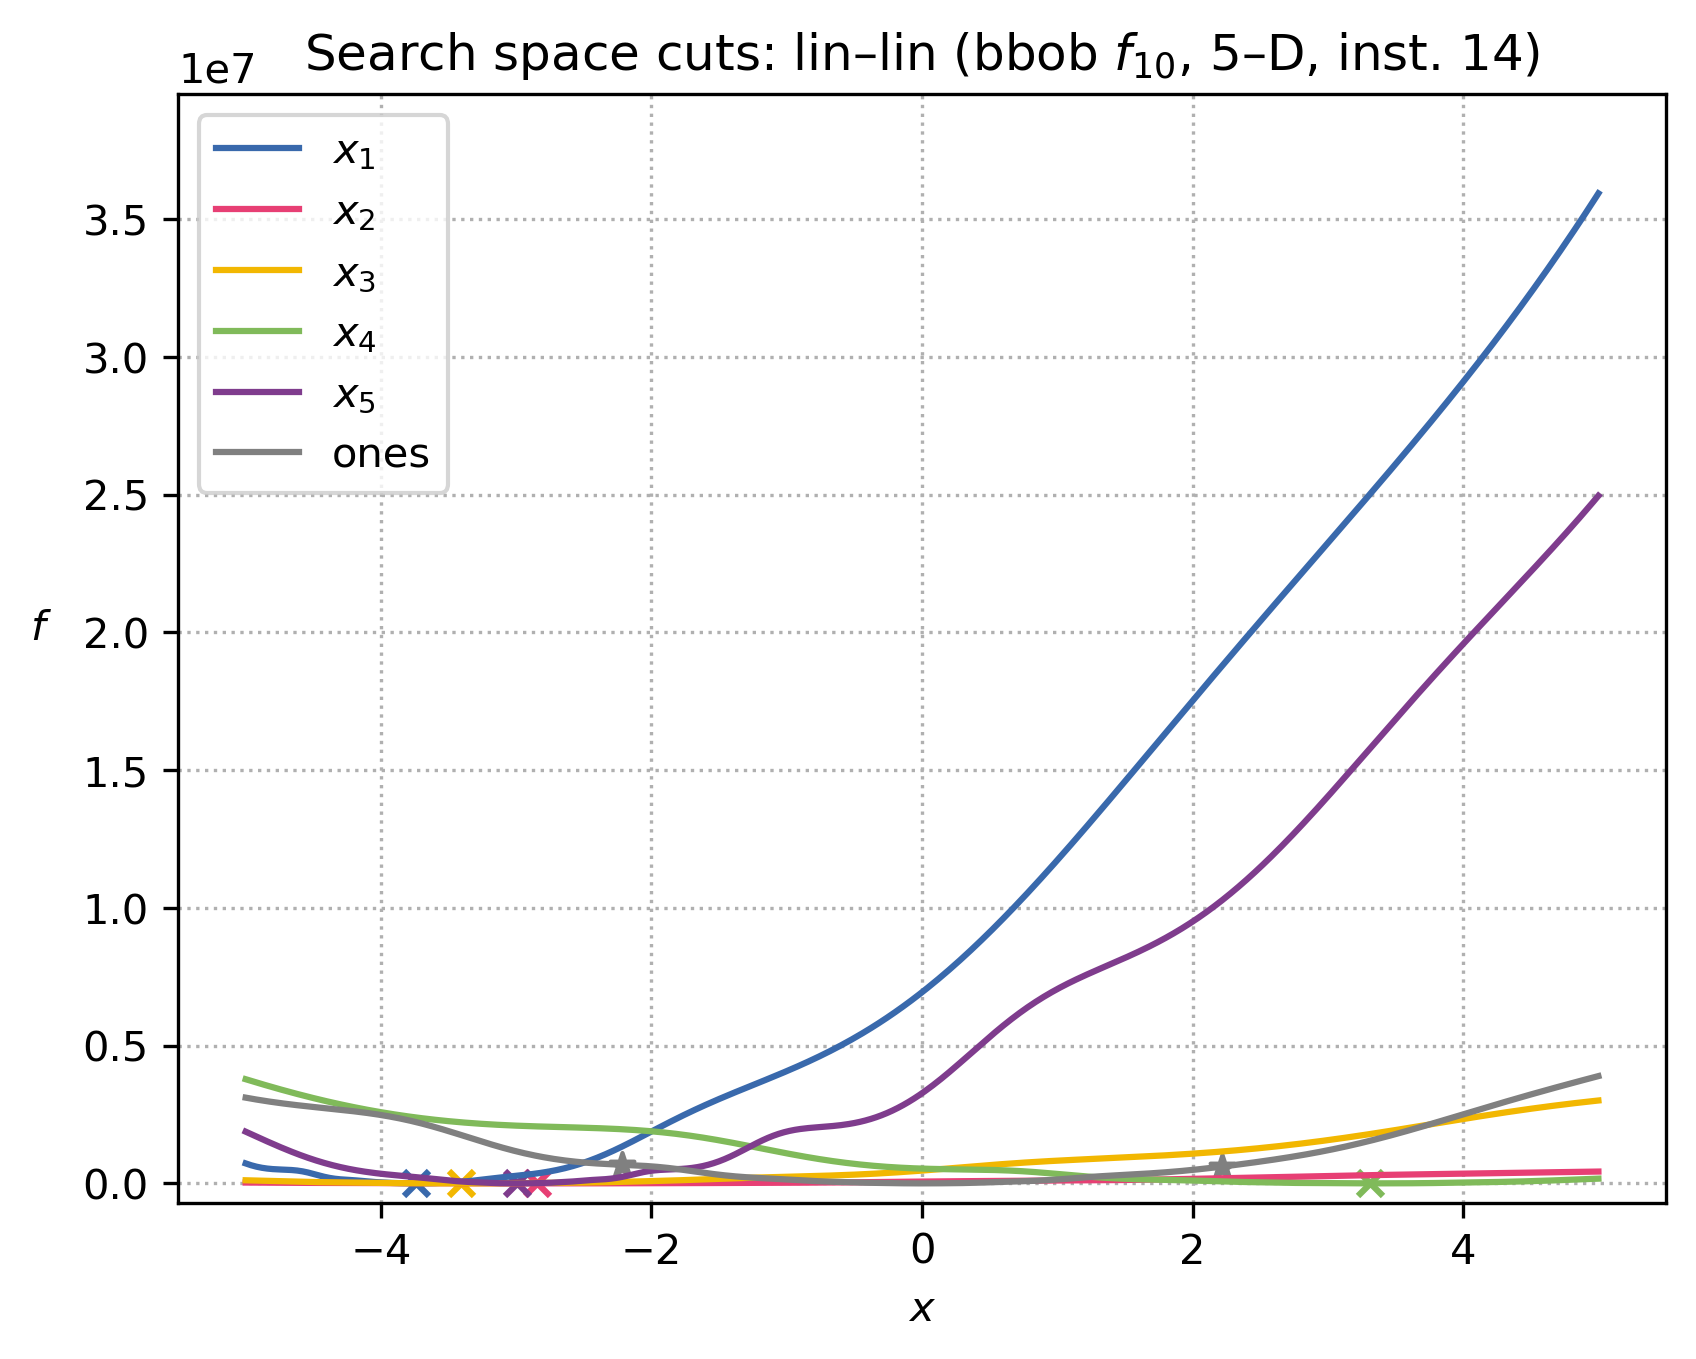 Search space cuts: lin–lin (bbob f₁₀, 5–D, inst. 14)
1e7
x₁
x₂
x₃
x₄
x₅
ones
3.5
3.0
2.5
2.0
1.5
1.0
0.5
0.0
f
−4 −2 0 2 4
x